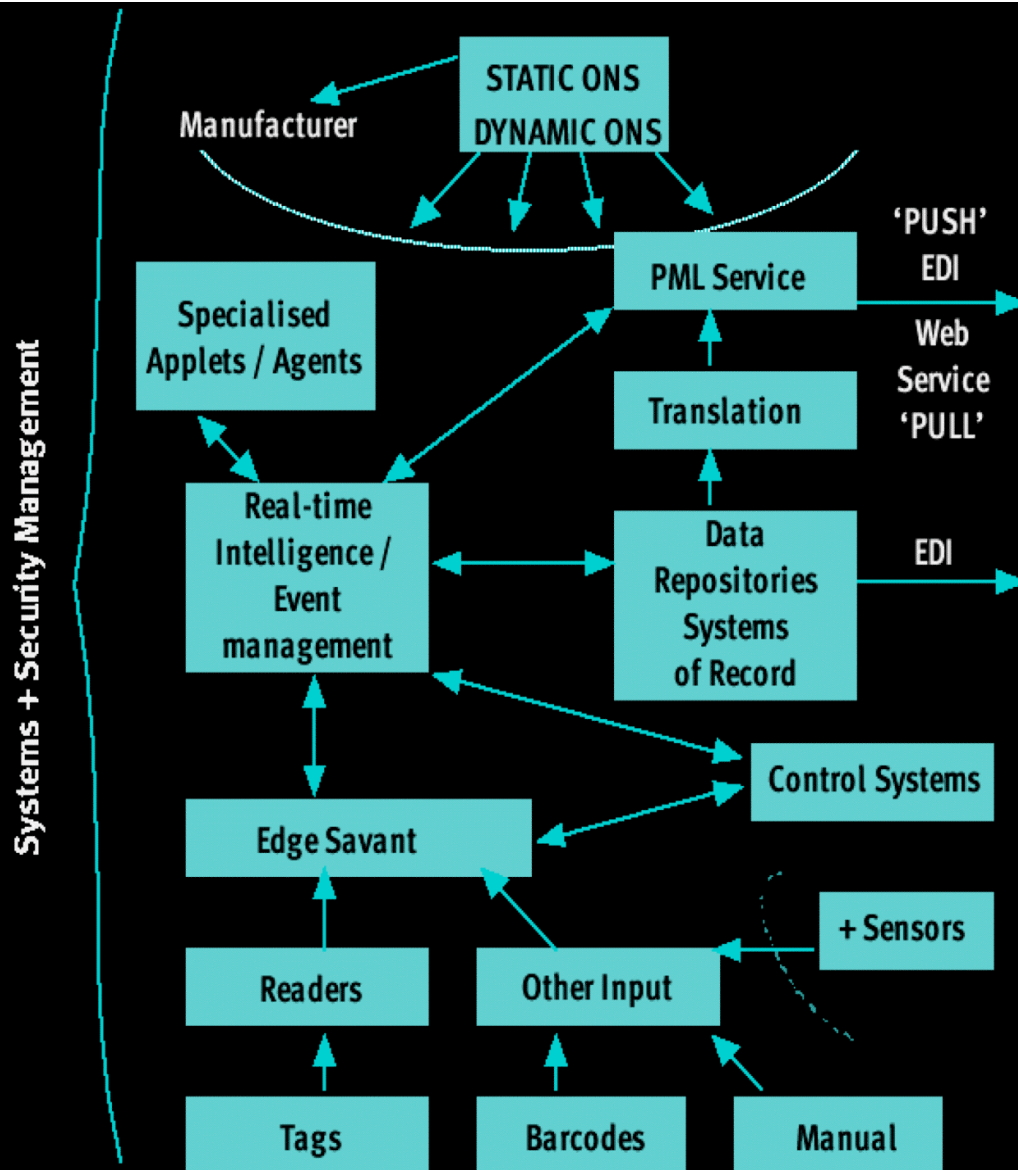 STATIC ONS
DYNAMIC ONS
Manufacturer
‘PUSH’
EDI
PML Service
Web
Service
‘PULL’
Specialised
Applets / Agents
Translation
Real-time
Intelligence /
Event
management
Data
Repositories
Systems
of Record
EDI
Systems + Security Management
Control Systems
Edge Savant
+ Sensors
Readers
Other Input
Tags
Barcodes
Manual